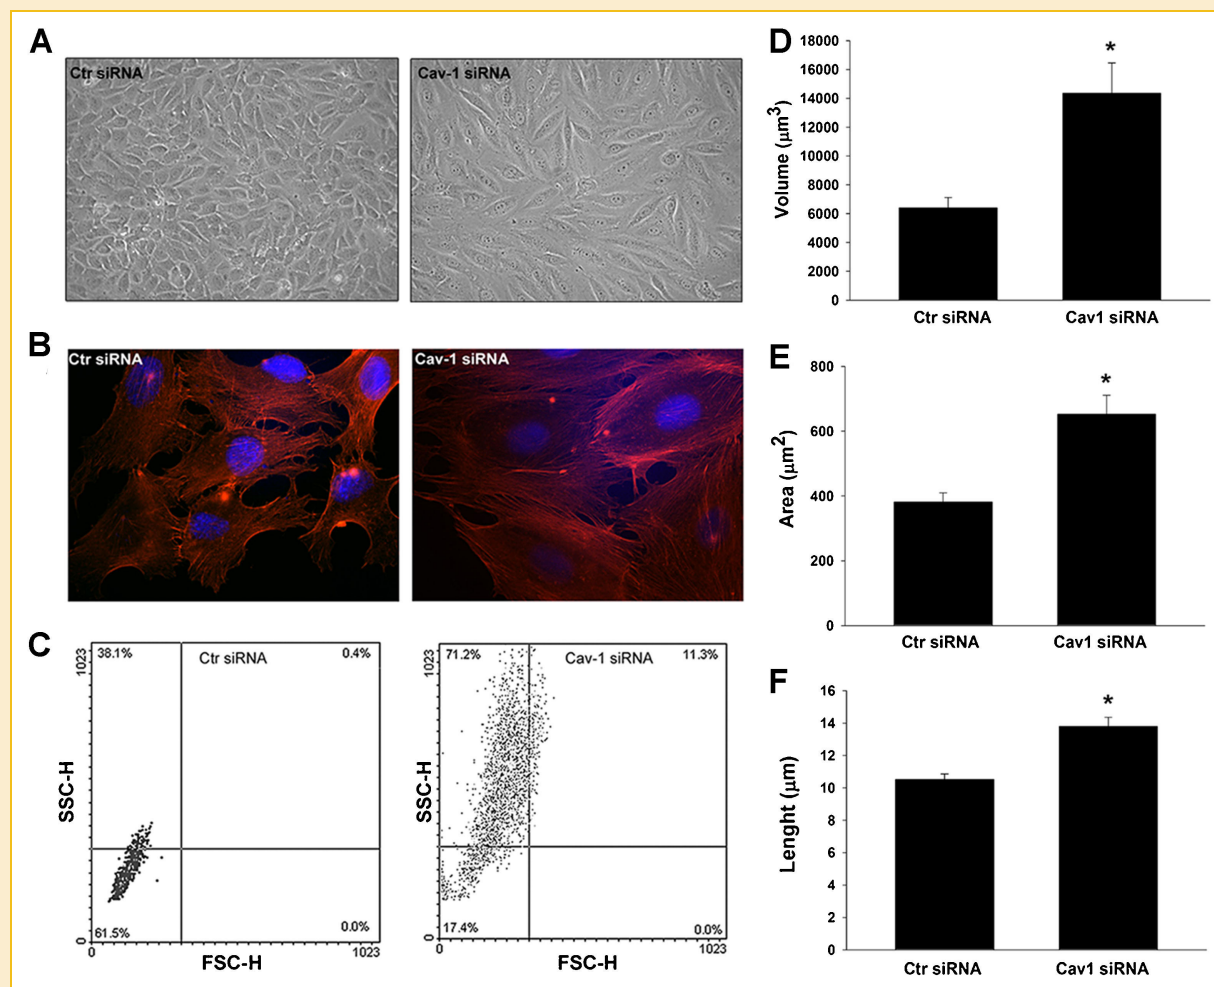 A
Ctr siRNA
Cav-1 siRNA
B
Ctr siRNA
Cav-1 siRNA
C
1023
38.1%
Ctr siRNA
0.4%
SSC-H
61.5%
0.0%
0
0
FSC-H
1023
1023
71.2%
Cav-1 siRNA
11.3%
SSC-H
17.4%
0.0%
0
0
FSC-H
1023
D
18000
16000
14000
12000
10000
8000
6000
4000
2000
0
Volume (μm3)
*
Ctr siRNA
Cav1 siRNA
E
800
600
400
200
0
Area (μm2)
*
Ctr siRNA
Cav1 siRNA
F
16
14
12
10
8
6
4
2
0
Lenght (μm)
*
Ctr siRNA
Cav1 siRNA